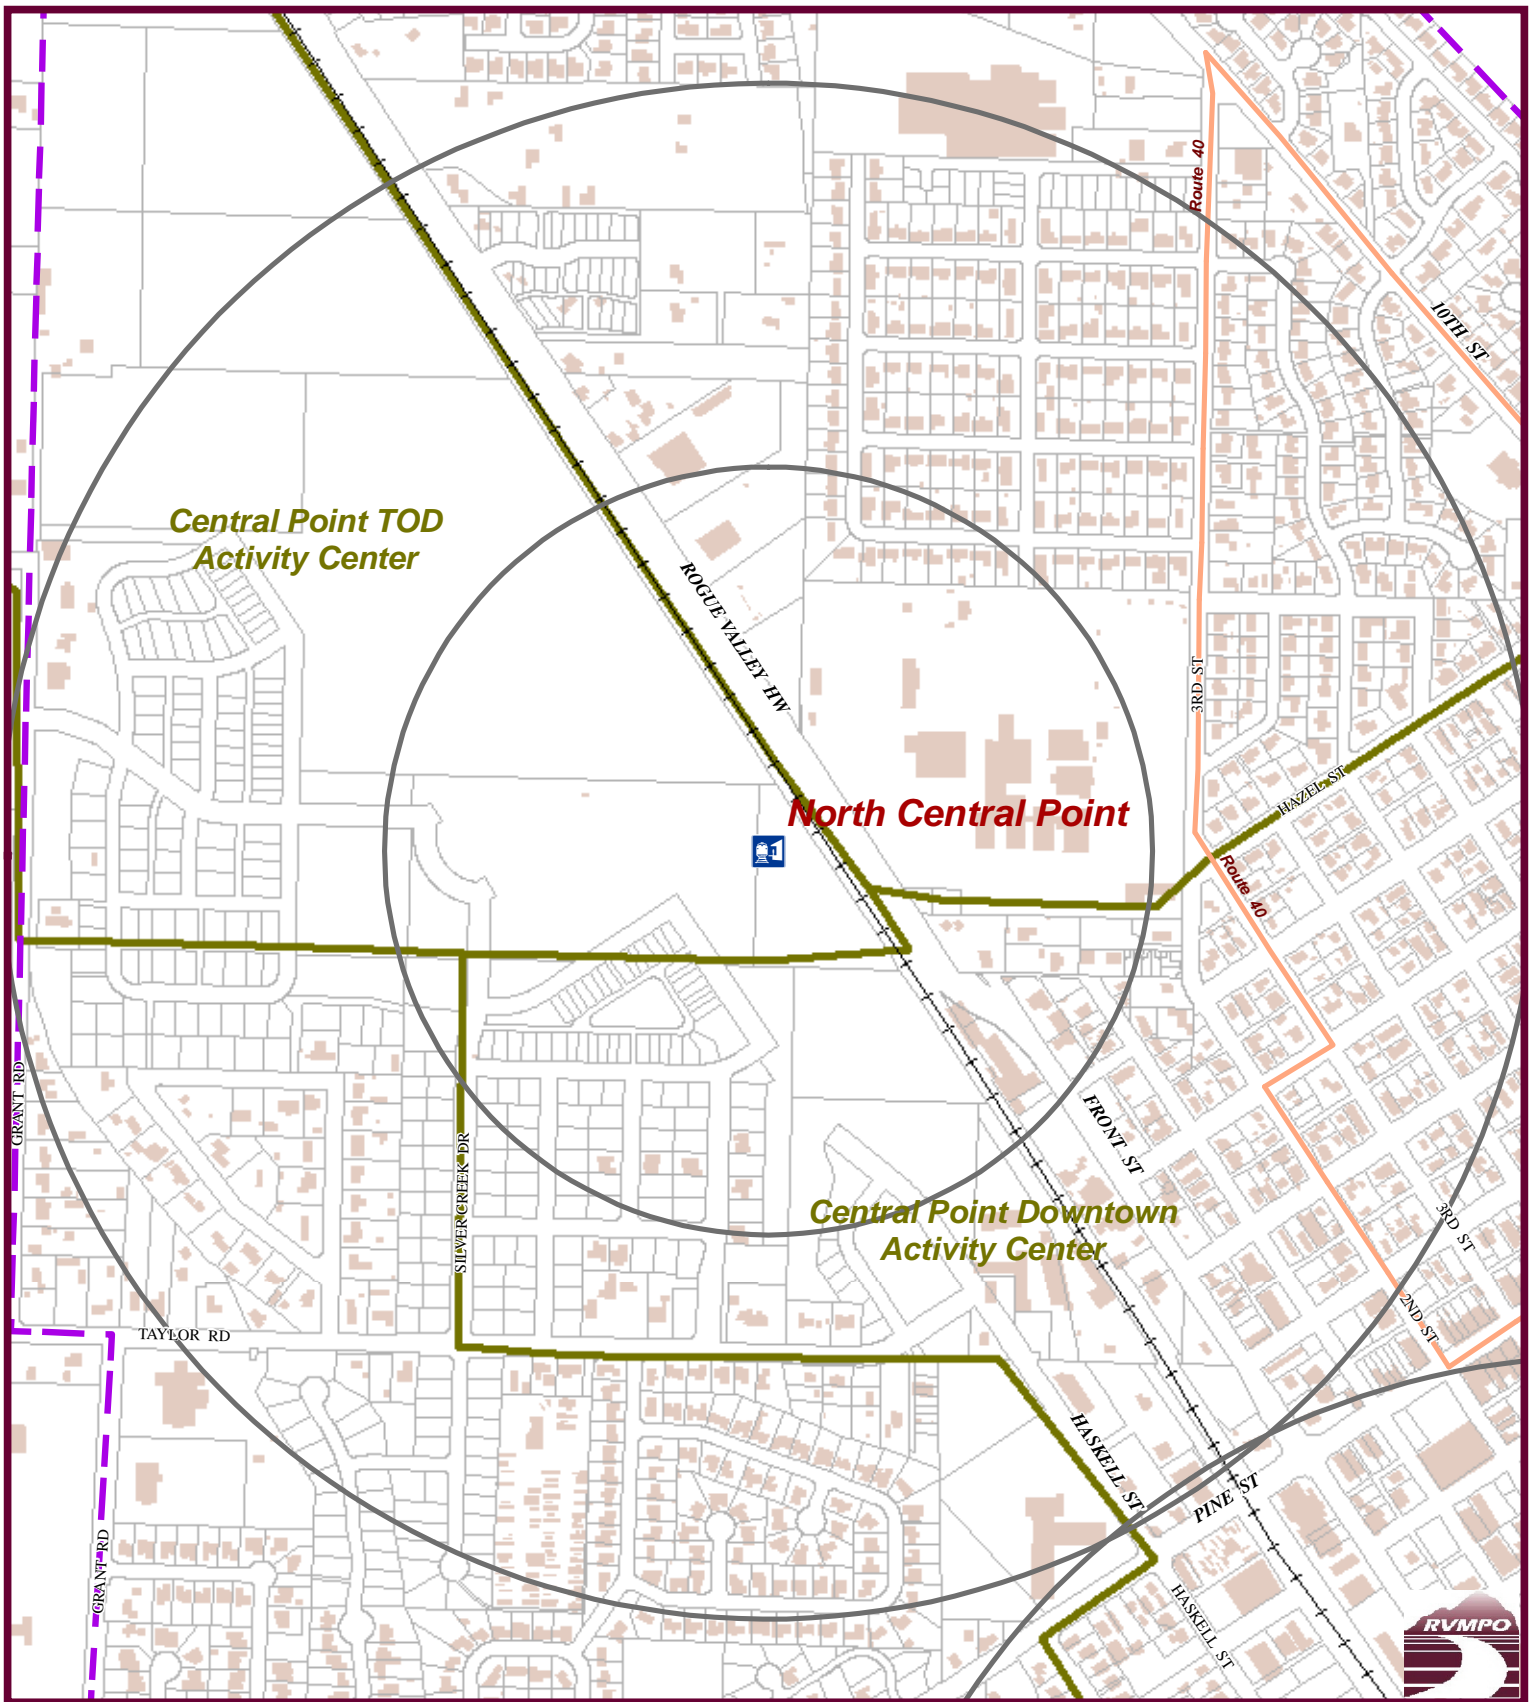 Route 40
10TH ST
Central Point TOD
Activity Center
ROGUE VALLEY HW
3RD ST
HAZEL ST
North Central Point
Route 40
GRANT RD
FRONT ST
SILVER CREEK DR
Central Point Downtown
Activity Center
3RD ST
2ND ST
TAYLOR RD
HASKELL ST
PINE ST
GRANT RD
HASKELL ST
RVMPO